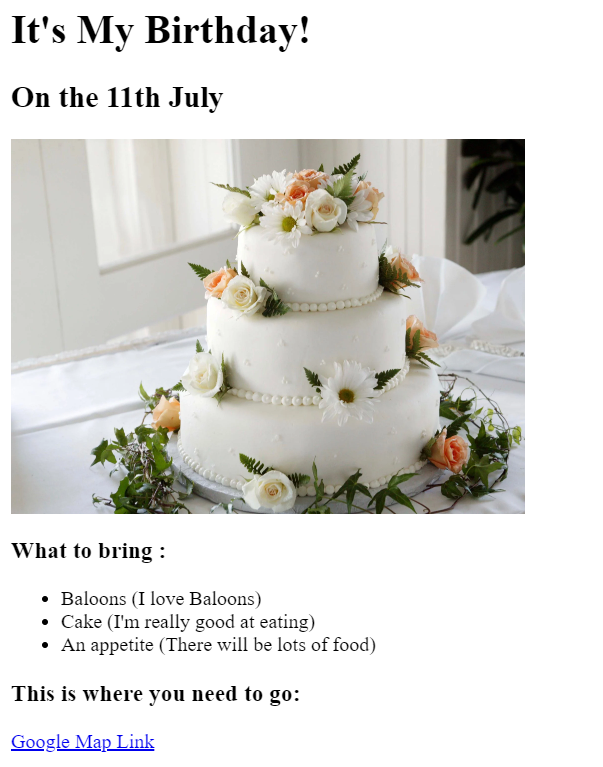 It's My Birthday!
On the 11th July
What to bring :
Baloons (I love Baloons)
Cake (I'm really good at eating)
An appetite (There will be lots of food)
This is where you need to go:
Google Map Link